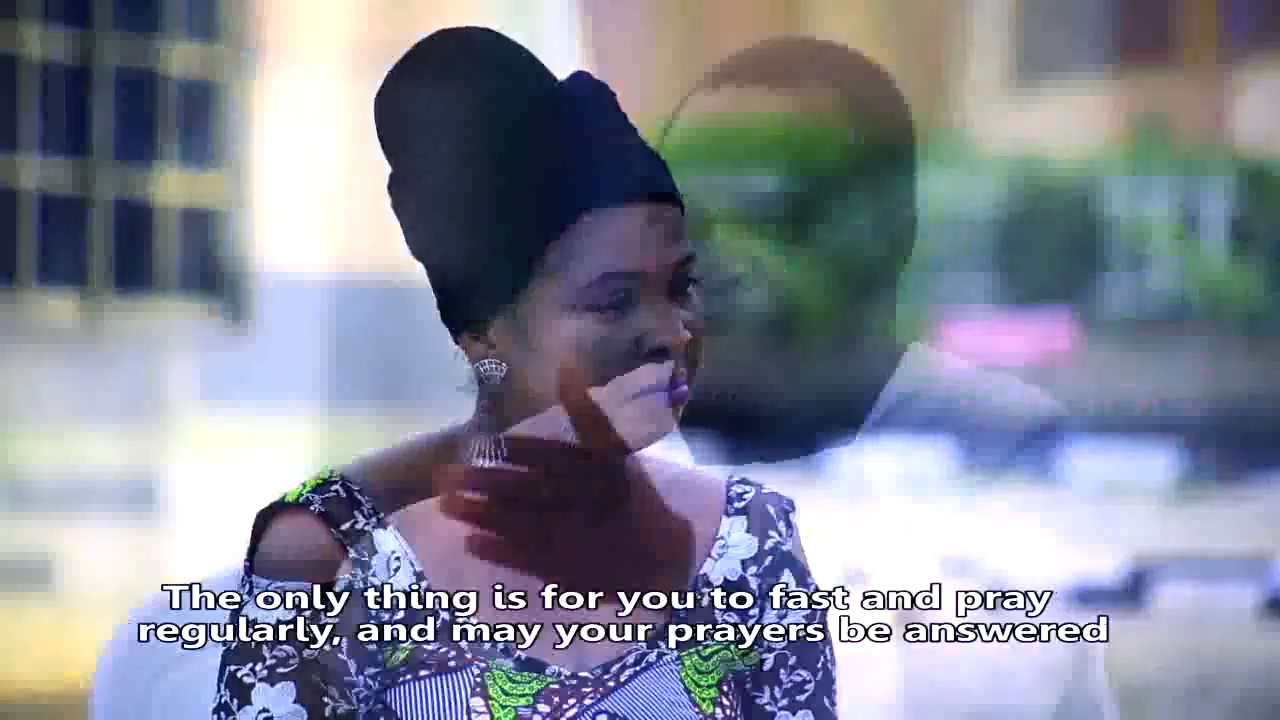 The only thing is for you to fast and pray
regularly, and may your prayers be answered